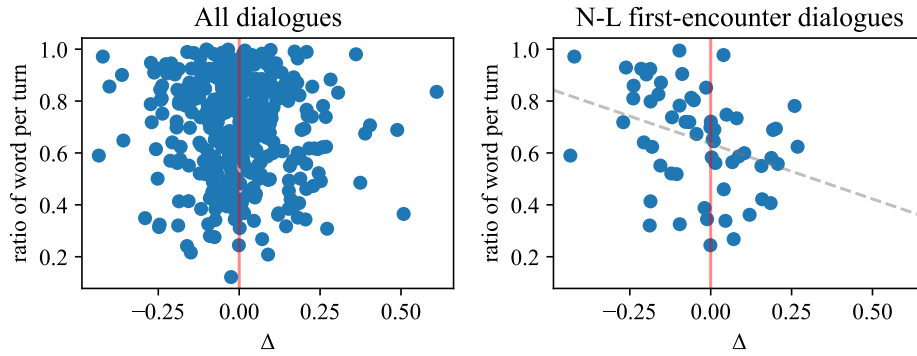 All dialogues
ratio of word per turn
1.0
0.8
0.6
0.4
0.2
−0.25 0.00 0.25 0.50
Δ
N-L first-encounter dialogues
ratio of word per turn
1.0
0.8
0.6
0.4
0.2
−0.25 0.00 0.25 0.50
Δ